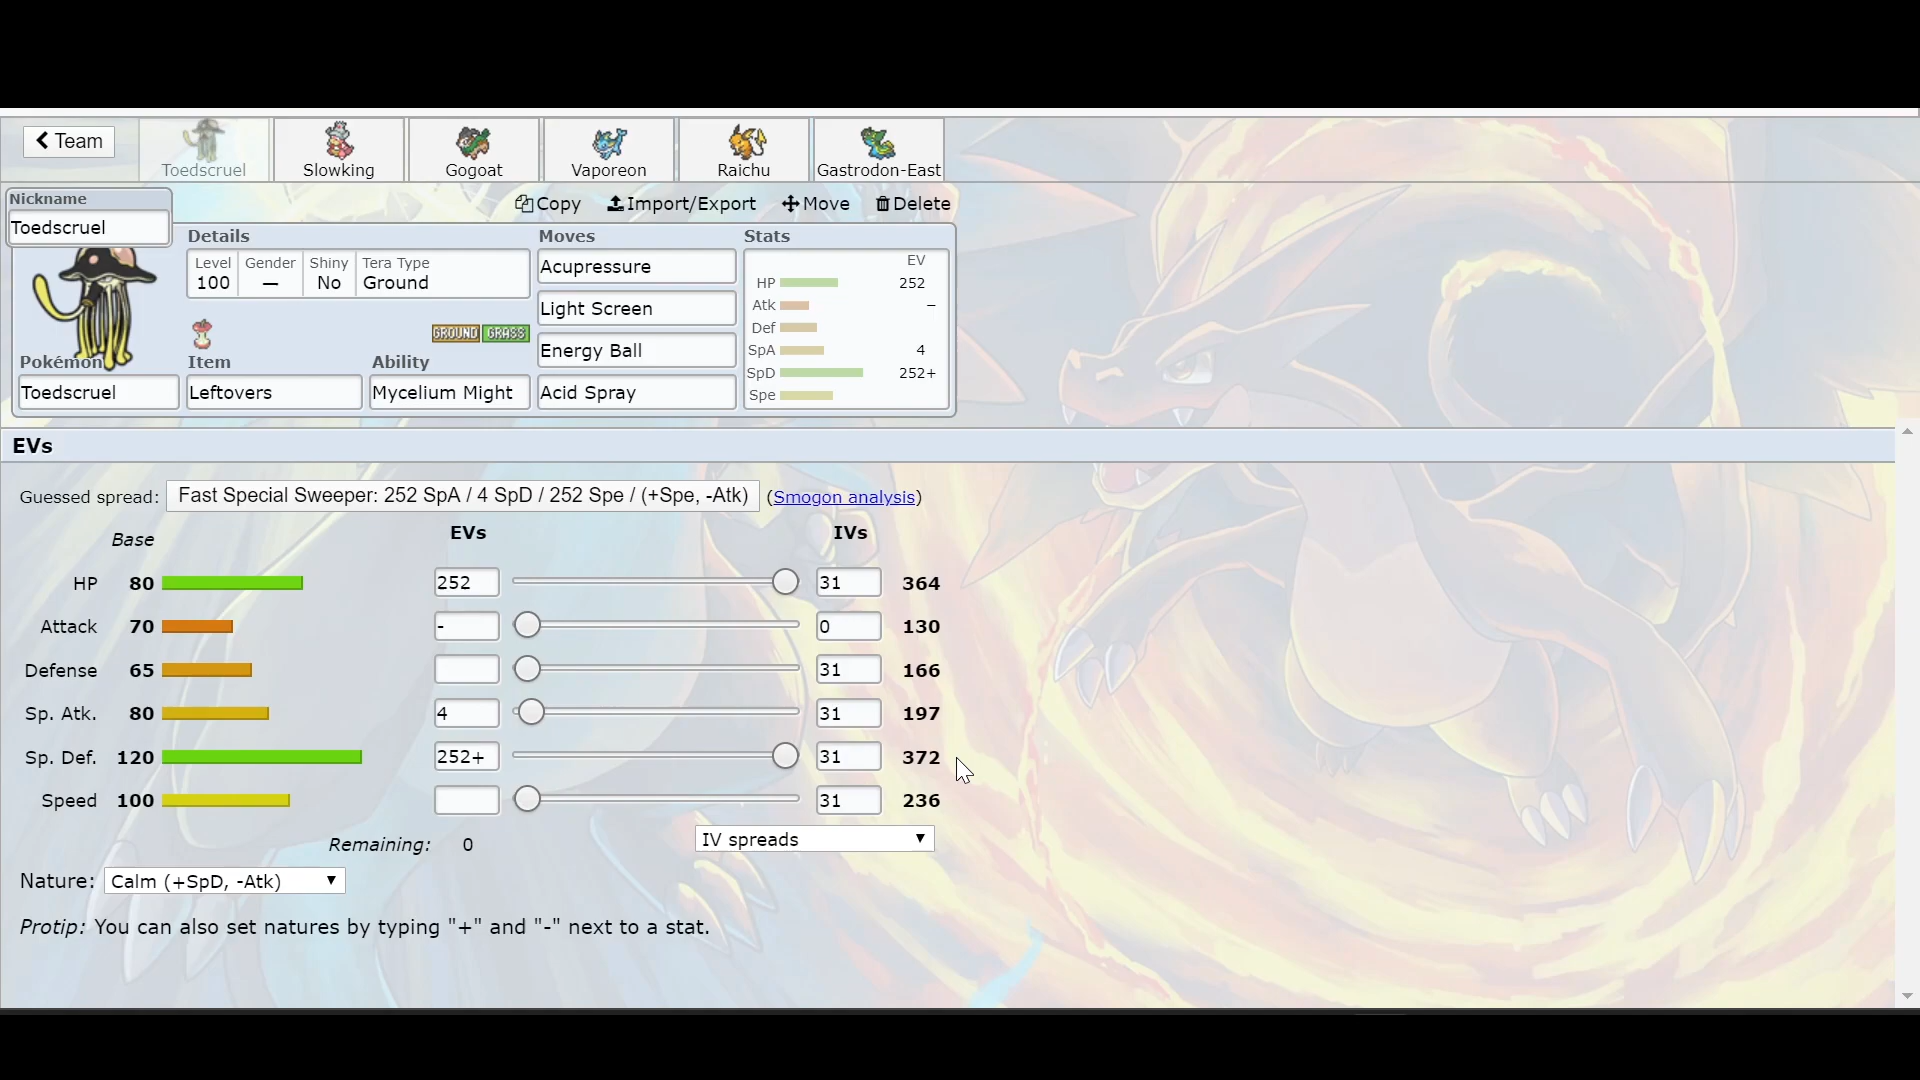 Team
Toedscruel
Slowking
Gogoat
Vaporeon
Raichu
Gastrodon-East
Nickname
Toedscruel
Copy Import/Export Move Delete
Details
Level Gender Shiny Tera Type
100 — No Ground
GROUND GRASS
Pokémon
Toedscruel
Item
Leftovers
Ability
Mycelium Might
Moves
Acupressure
Light Screen
Energy Ball
Acid Spray
Stats
EV
HP 252
Atk –
Def
SpA 4
SpD 252+
Spe
EVs
Guessed spread: Fast Special Sweeper: 252 SpA / 4 SpD / 252 Spe / (+Spe, -Atk) (Smogon analysis)
Base EVs IVs
HP 80 252 31 364
Attack 70 - 0 130
Defense 65 31 166
Sp. Atk. 80 4 31 197
Sp. Def. 120 252+ 31 372
Speed 100 31 236
Remaining: 0 IV spreads
Nature: Calm (+SpD, -Atk)
Protip: You can also set natures by typing "+" and "-" next to a stat.